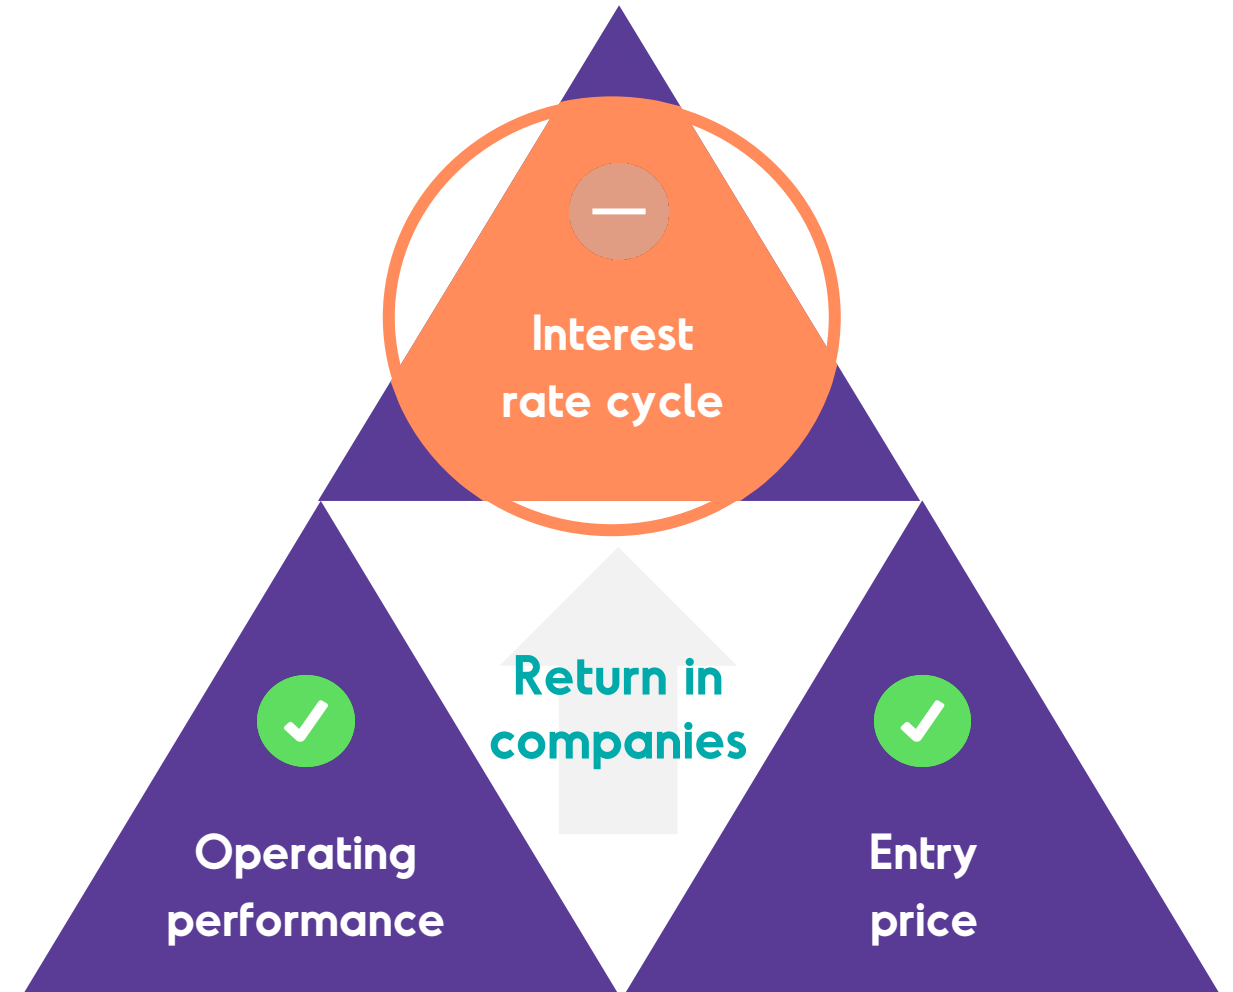 Interest
rate cycle
Return in
companies
Operating
performance
Entry
price